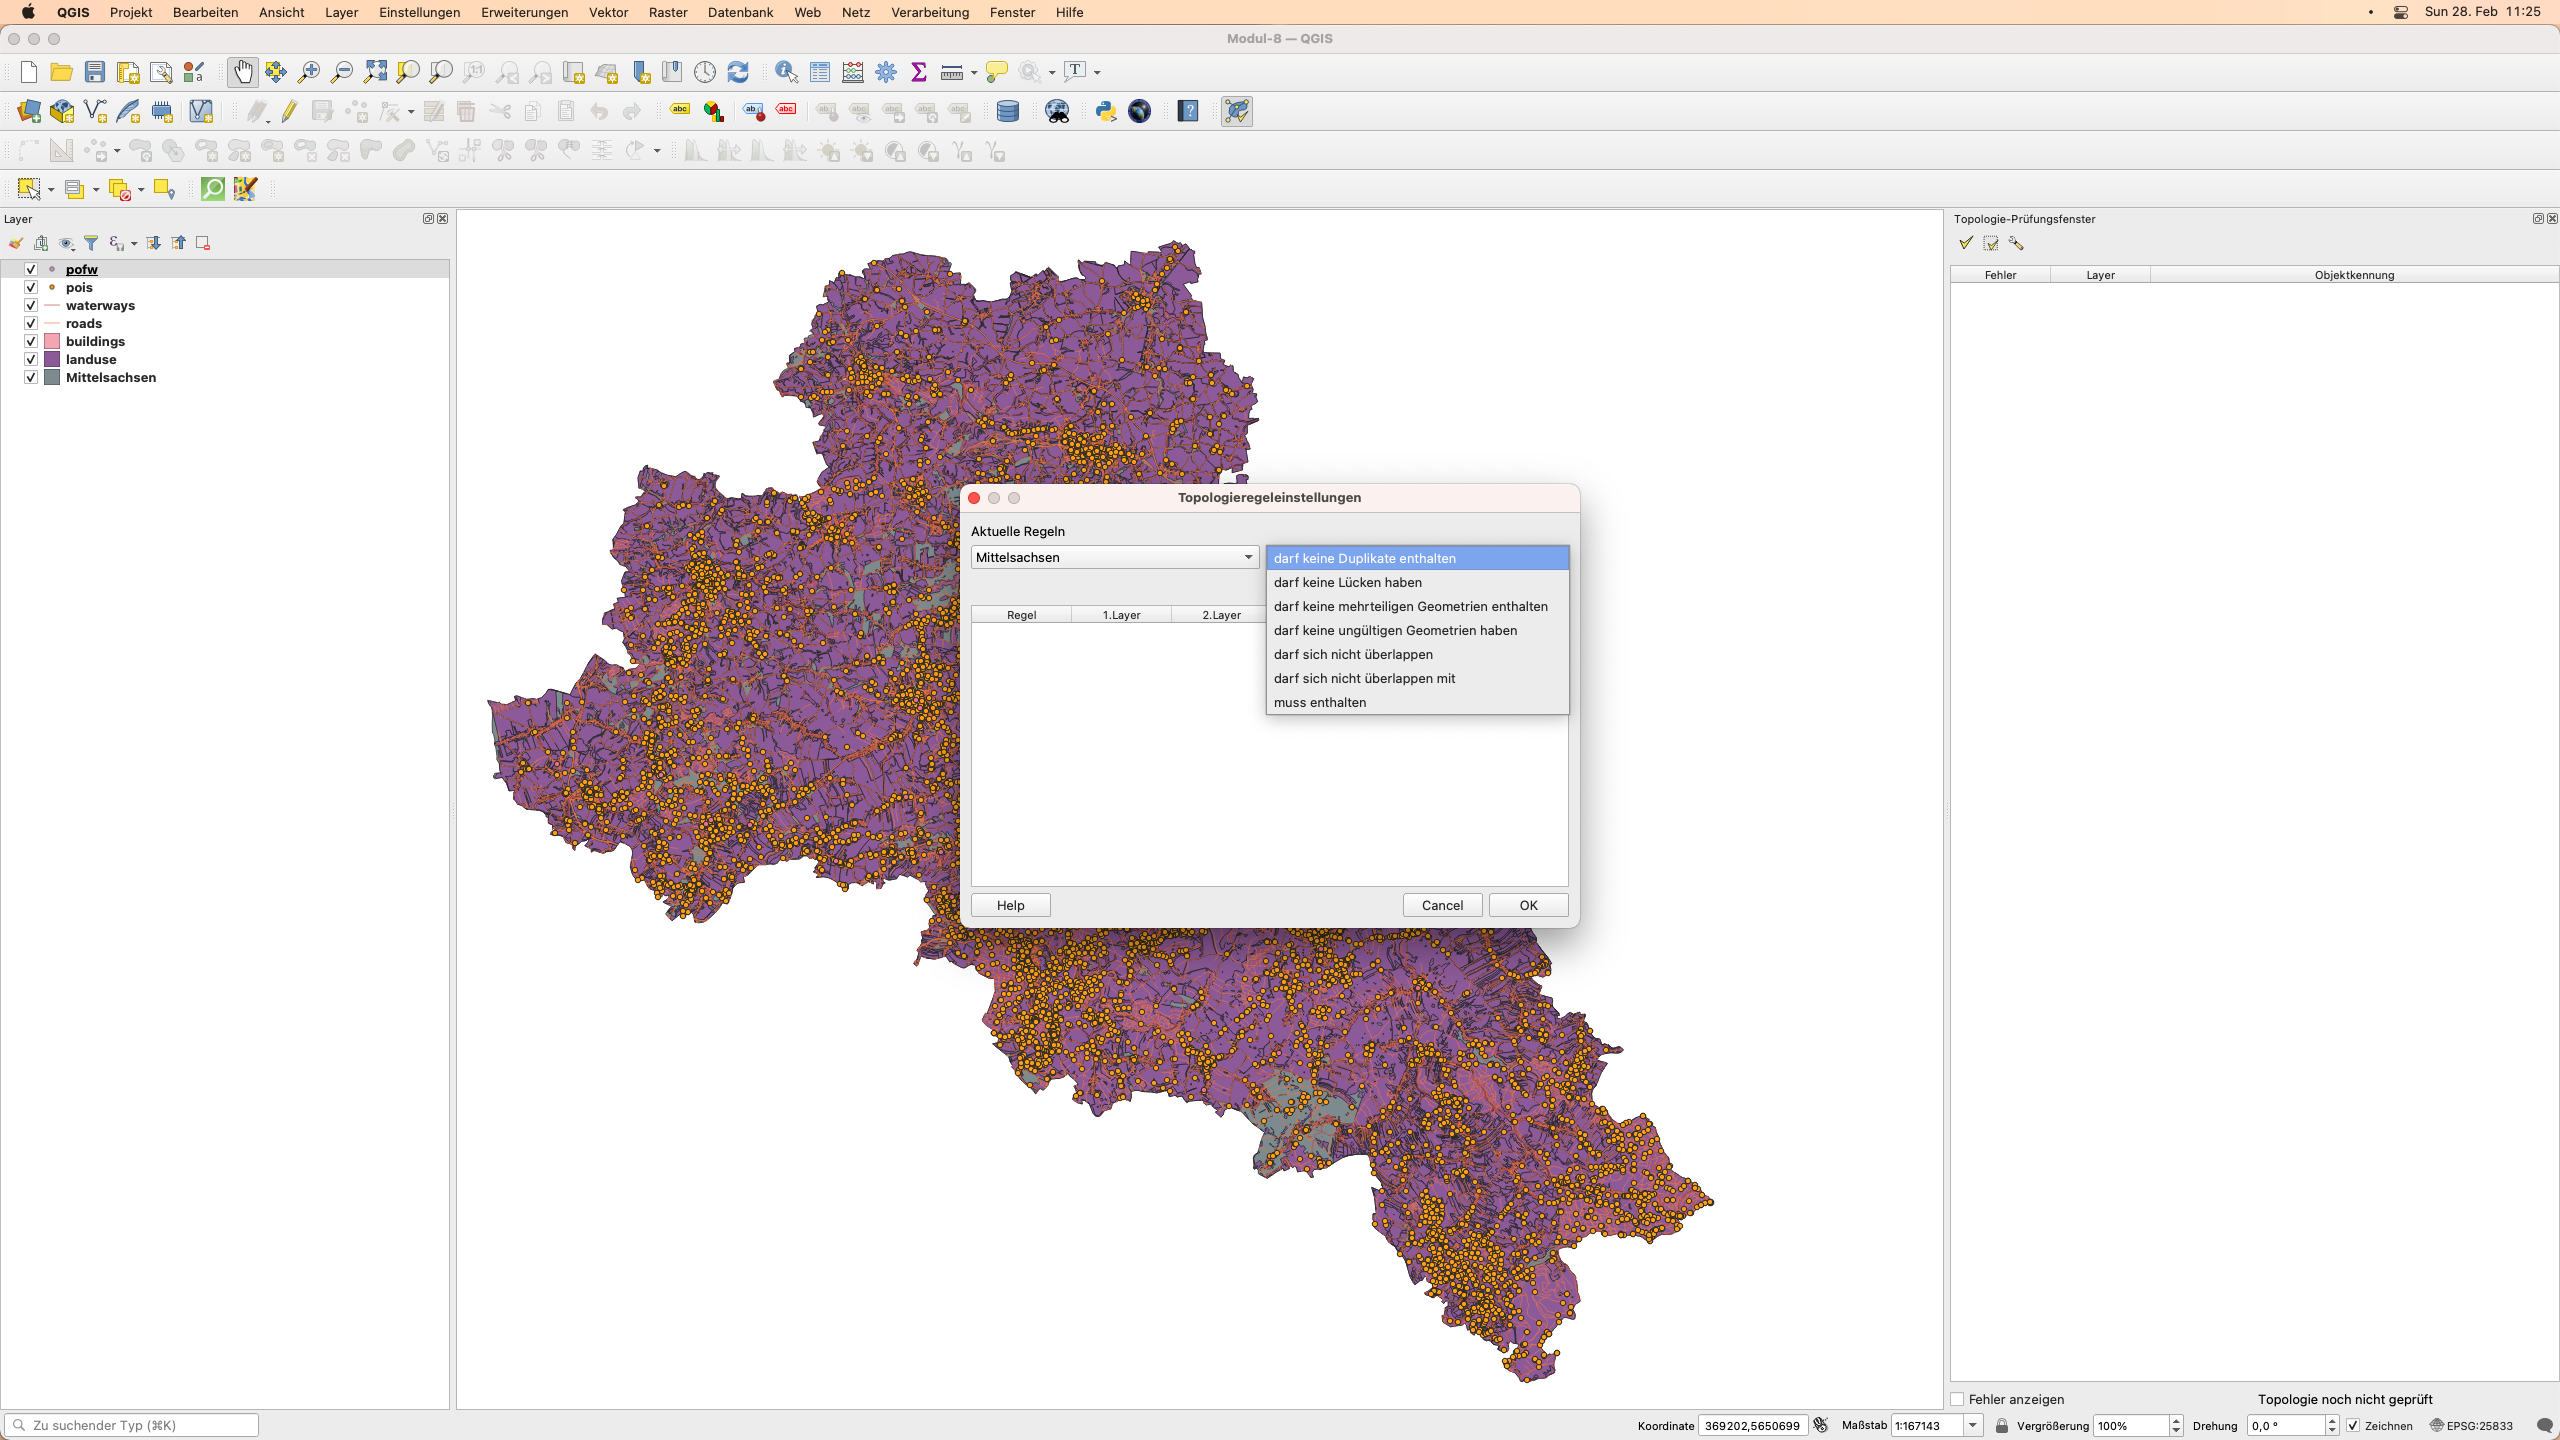 QGIS Projekt Bearbeiten Ansicht Layer Einstellungen Erweiterungen Vektor Raster Datenbank Web Netz Verarbeitung Fenster Hilfe Sun 28. Feb 11:25
Modul-8 — QGIS
Layer
pofw
pois
waterways
roads
buildings
landuse
Mittelsachsen
Topologieregeleinstellungen
Aktuelle Regeln
Mittelsachsen
darf keine Duplikate enthalten
darf keine Lücken haben
darf keine mehrteiligen Geometrien enthalten
darf keine ungültigen Geometrien haben
darf sich nicht überlappen
darf sich nicht überlappen mit
muss enthalten
Regel 1.Layer 2.Layer
Help Cancel OK
Topologie-Prüfungsfenster
Fehler Layer Objektkennung
Fehler anzeigen Topologie noch nicht geprüft
Zu suchender Typ (⌘K) Koordinate 369202,5650699 Maßstab 1:167143 Vergrößerung 100% Drehung 0,0 ° Zeichnen EPSG:25833